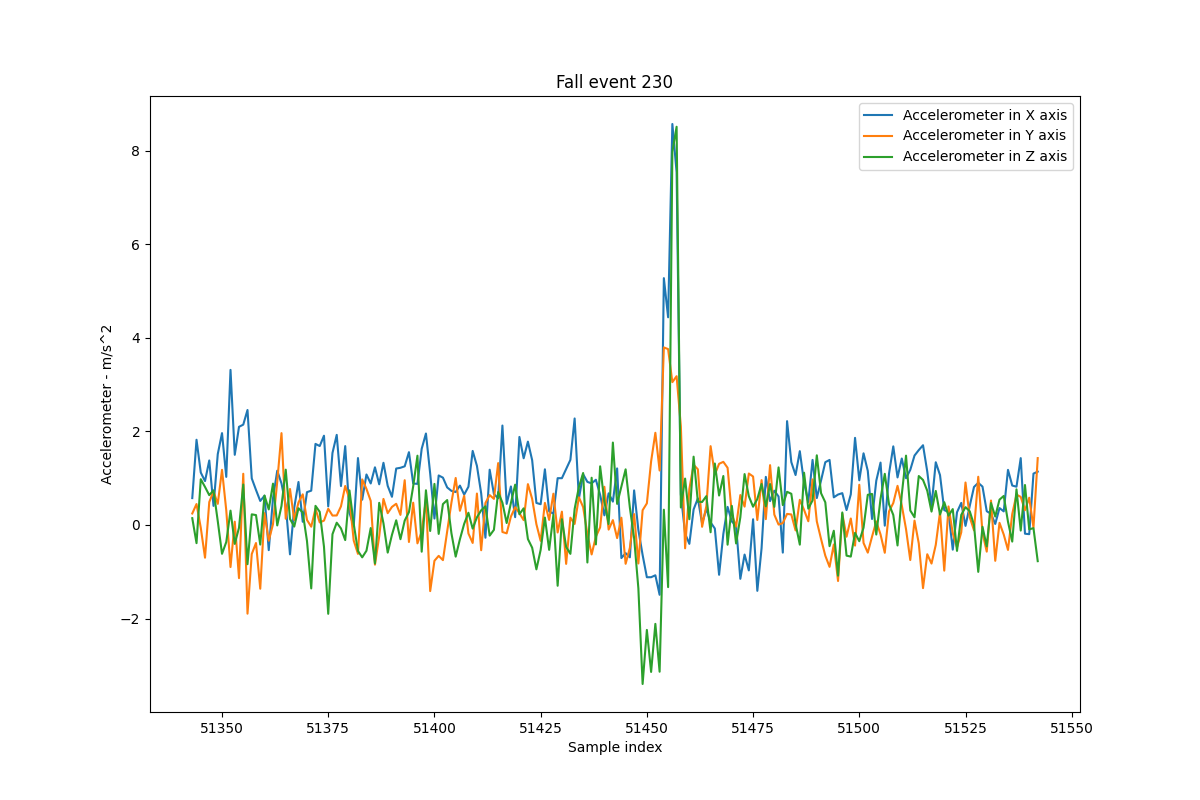 Fall event 230
Accelerometer in X axis
Accelerometer in Y axis
Accelerometer in Z axis
Accelerometer - m/s^2
8
6
4
2
0
−2
51350 51375 51400 51425 51450 51475 51500 51525 51550
Sample index